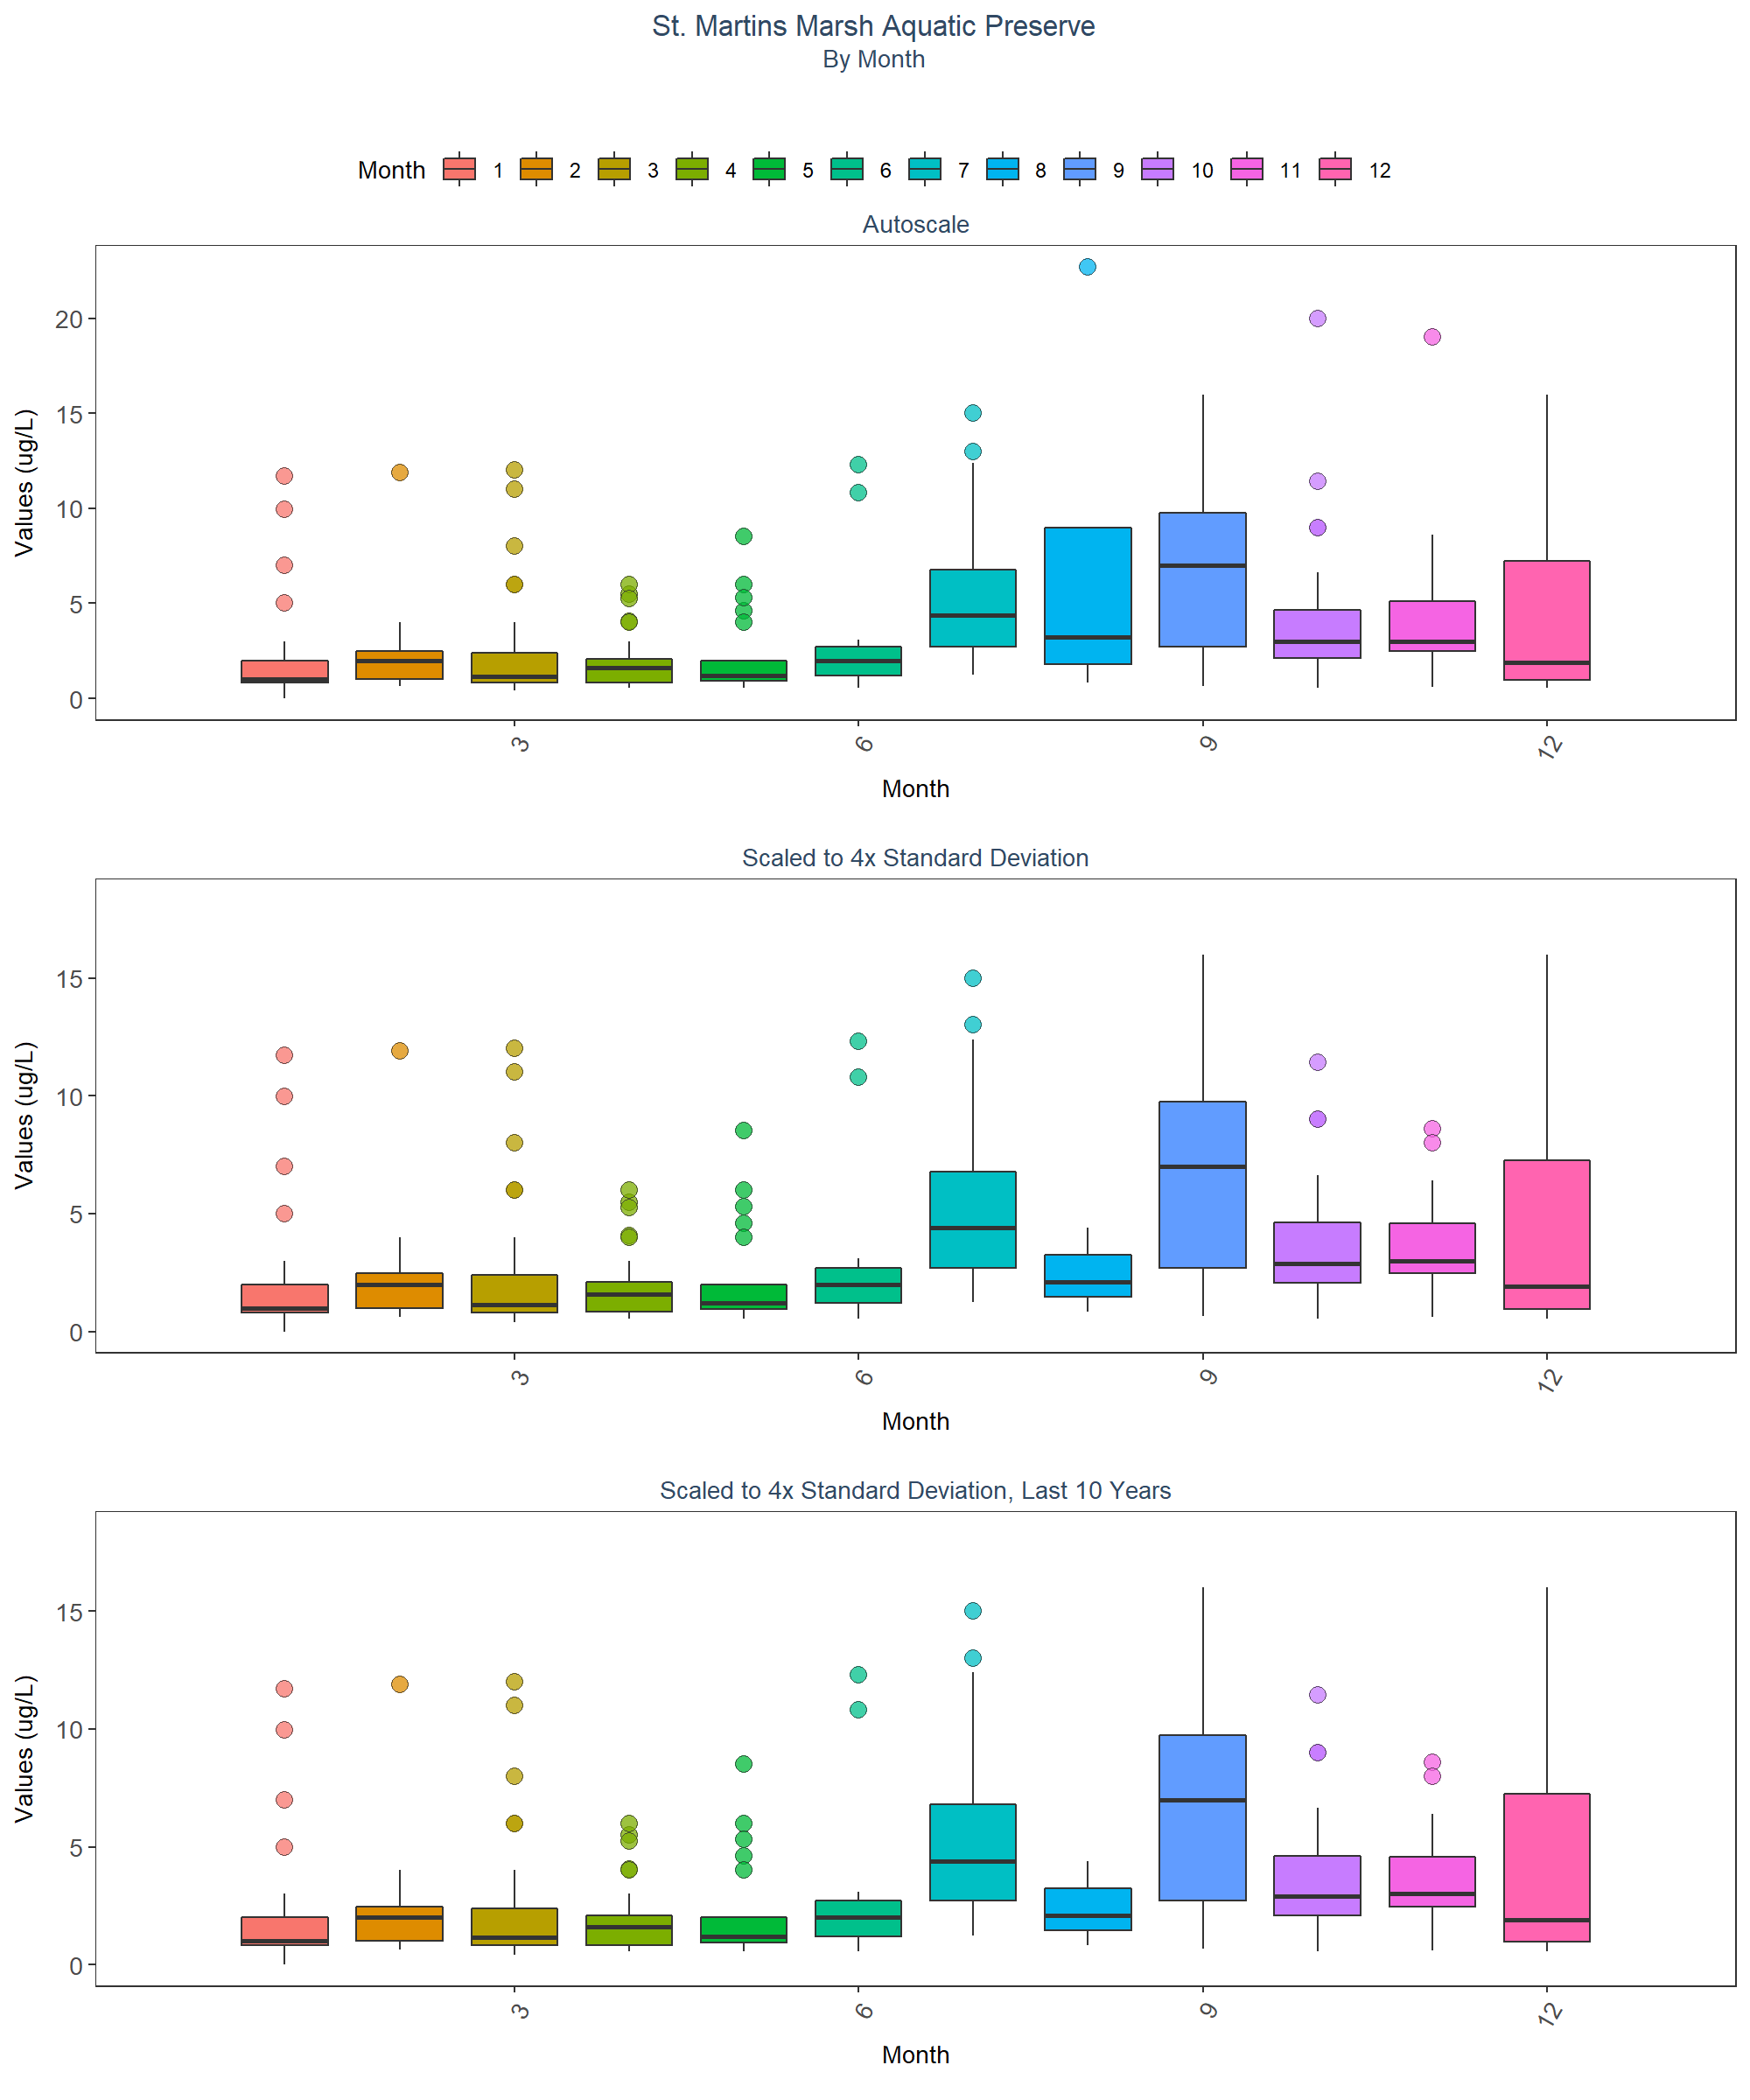 St. Martins Marsh Aquatic Preserve
By Month
Month 1 2 3 4 5 6 7 8 9 10 11 12
Autoscale
Values (ug/L)
20
15
10
5
0
3 6 9 12
Month
Scaled to 4x Standard Deviation
Values (ug/L)
15
10
5
0
3 6 9 12
Month
Scaled to 4x Standard Deviation, Last 10 Years
Values (ug/L)
15
10
5
0
3 6 9 12
Month